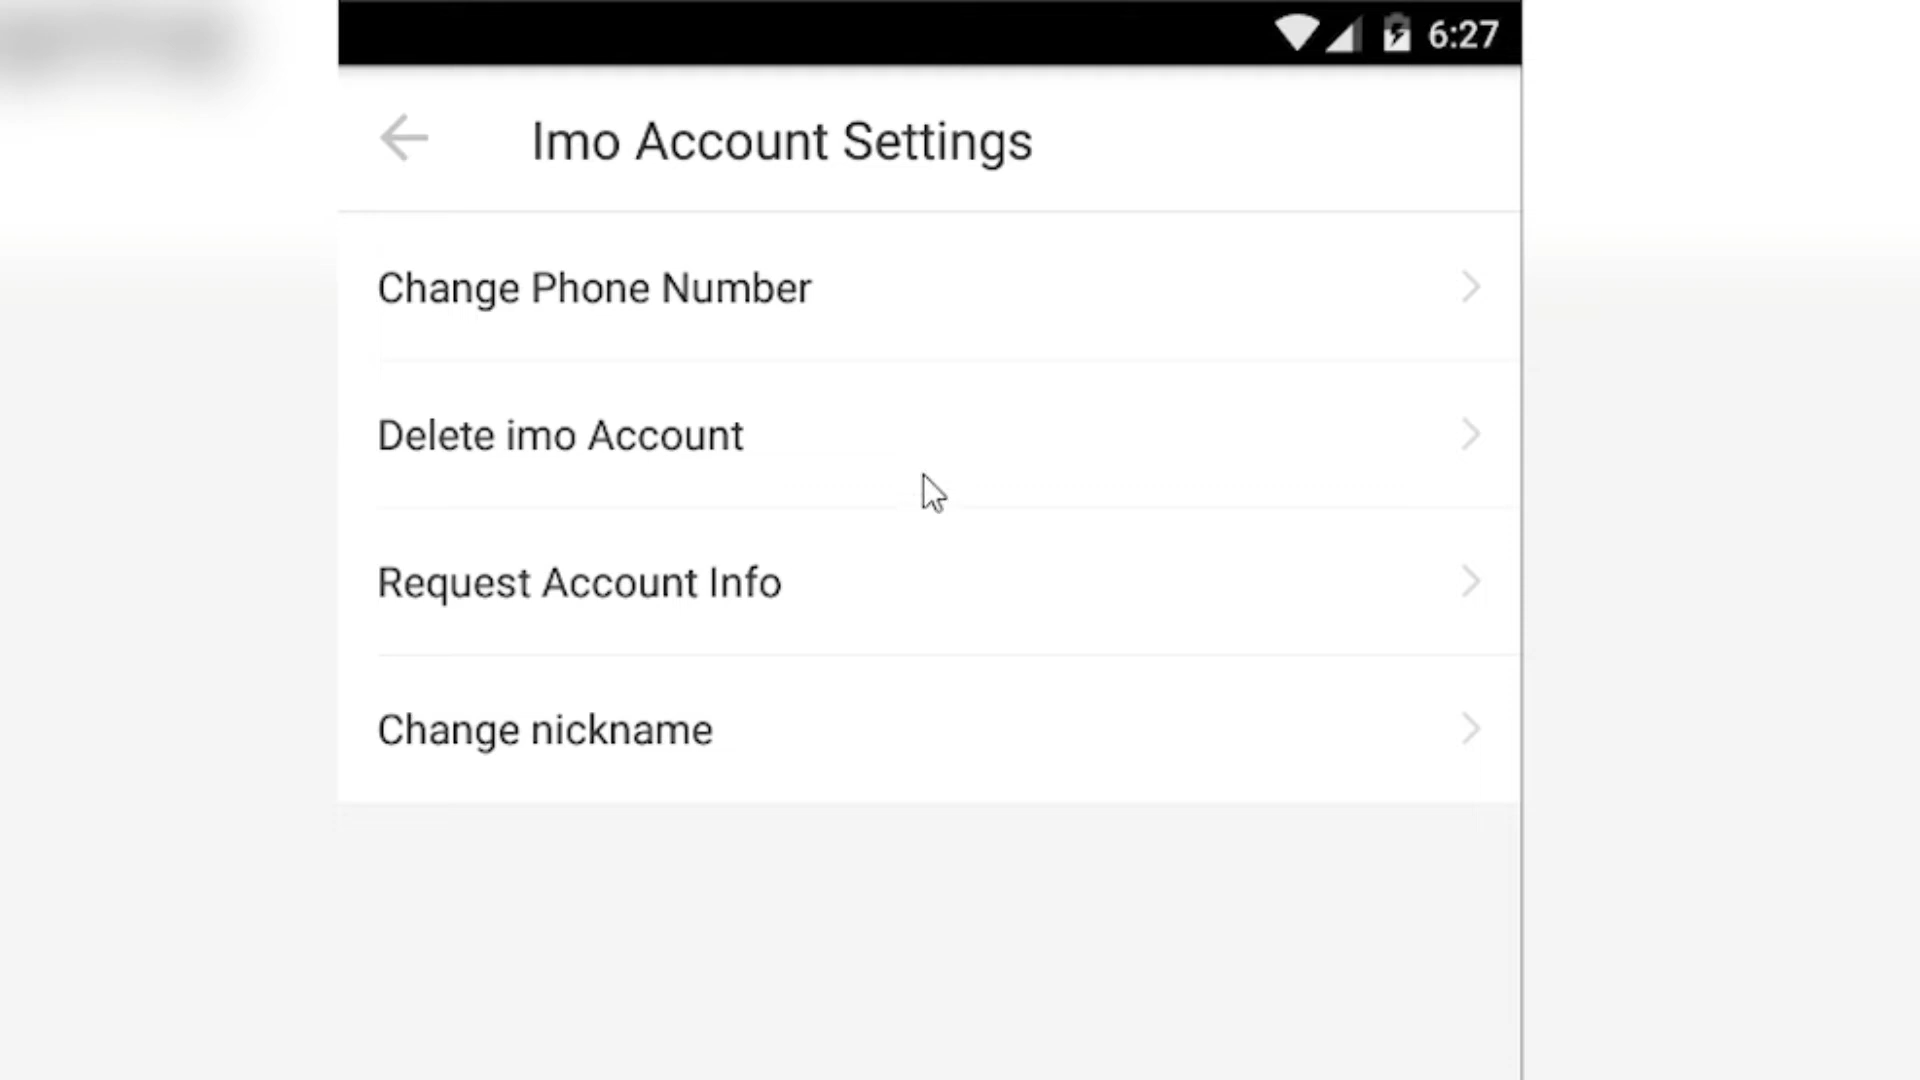 6:27
Imo Account Settings
Change Phone Number
Delete imo Account
Request Account Info
Change nickname